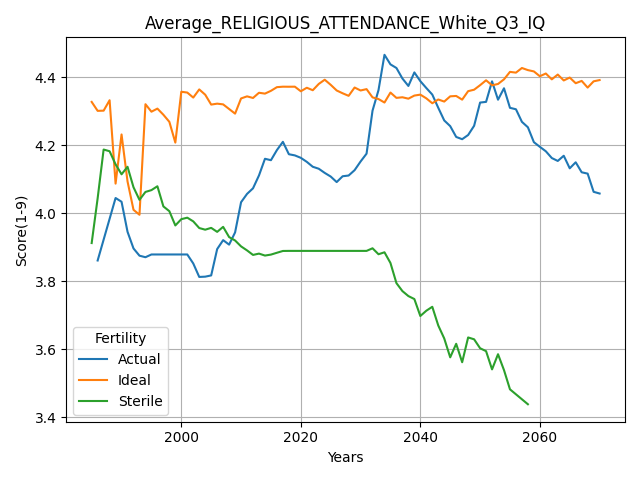 Average_RELIGIOUS_ATTENDANCE_White_Q3_IQ
Score(1-9)
4.4
4.2
4.0
3.8
3.6
3.4
Fertility
Actual
Ideal
Sterile
2000 2020 2040 2060
Years